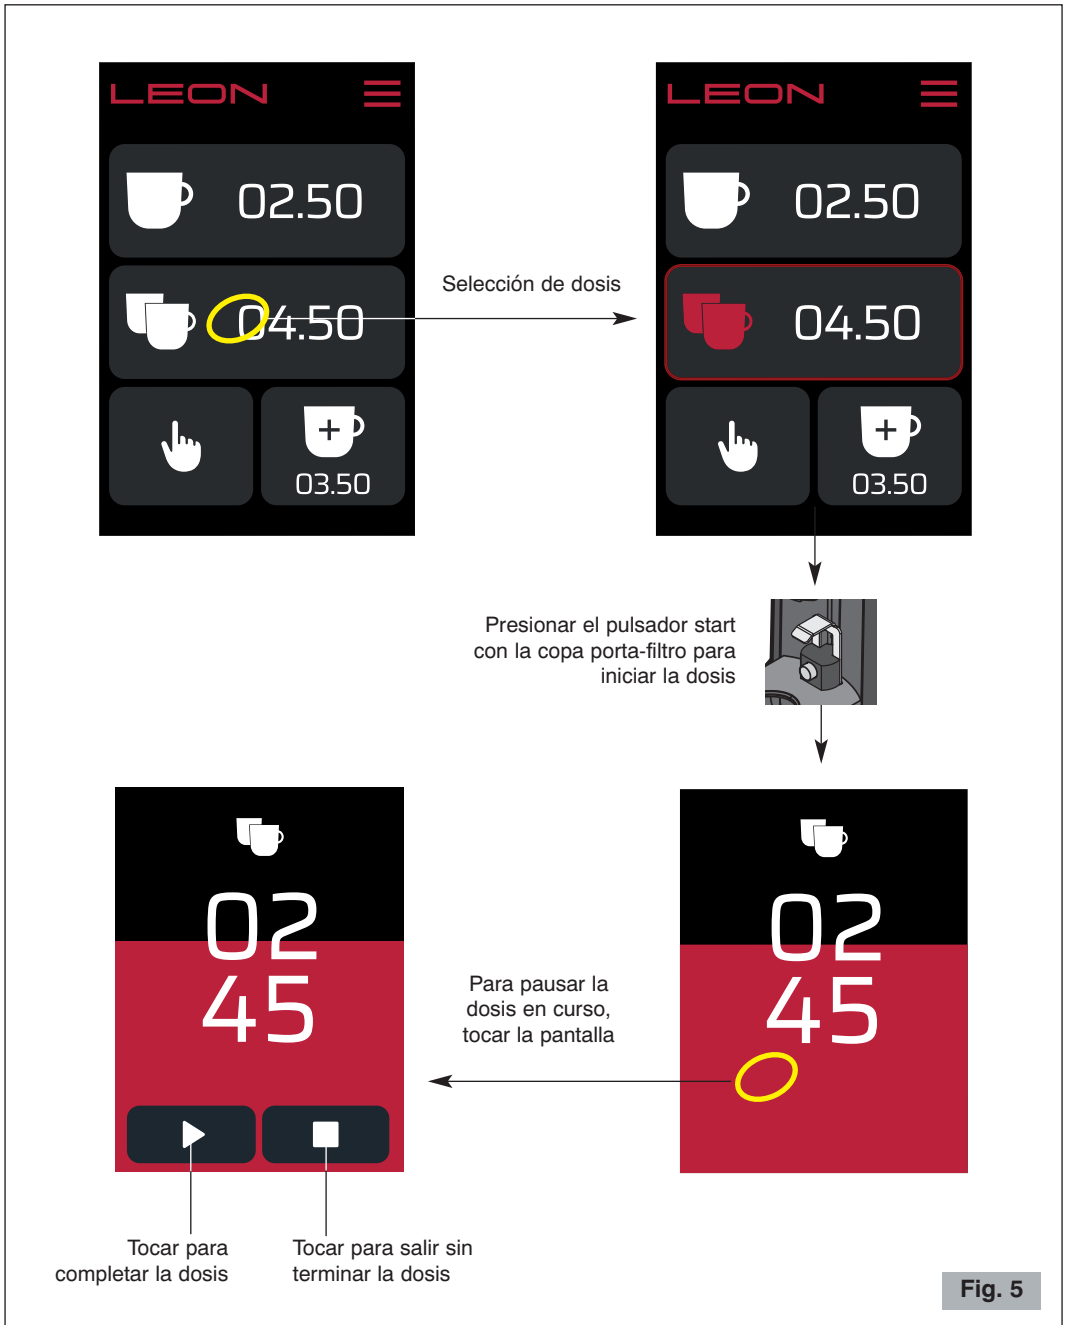 LEON
02.50
04.50
03.50
Selección de dosis
LEON
02.50
04.50
03.50
Presionar el pulsador start
con la copa porta-filtro para
iniciar la dosis
02
45
Para pausar la
dosis en curso,
tocar la pantalla
02
45
Tocar para
completar la dosis
Tocar para salir sin
terminar la dosis
Fig. 5